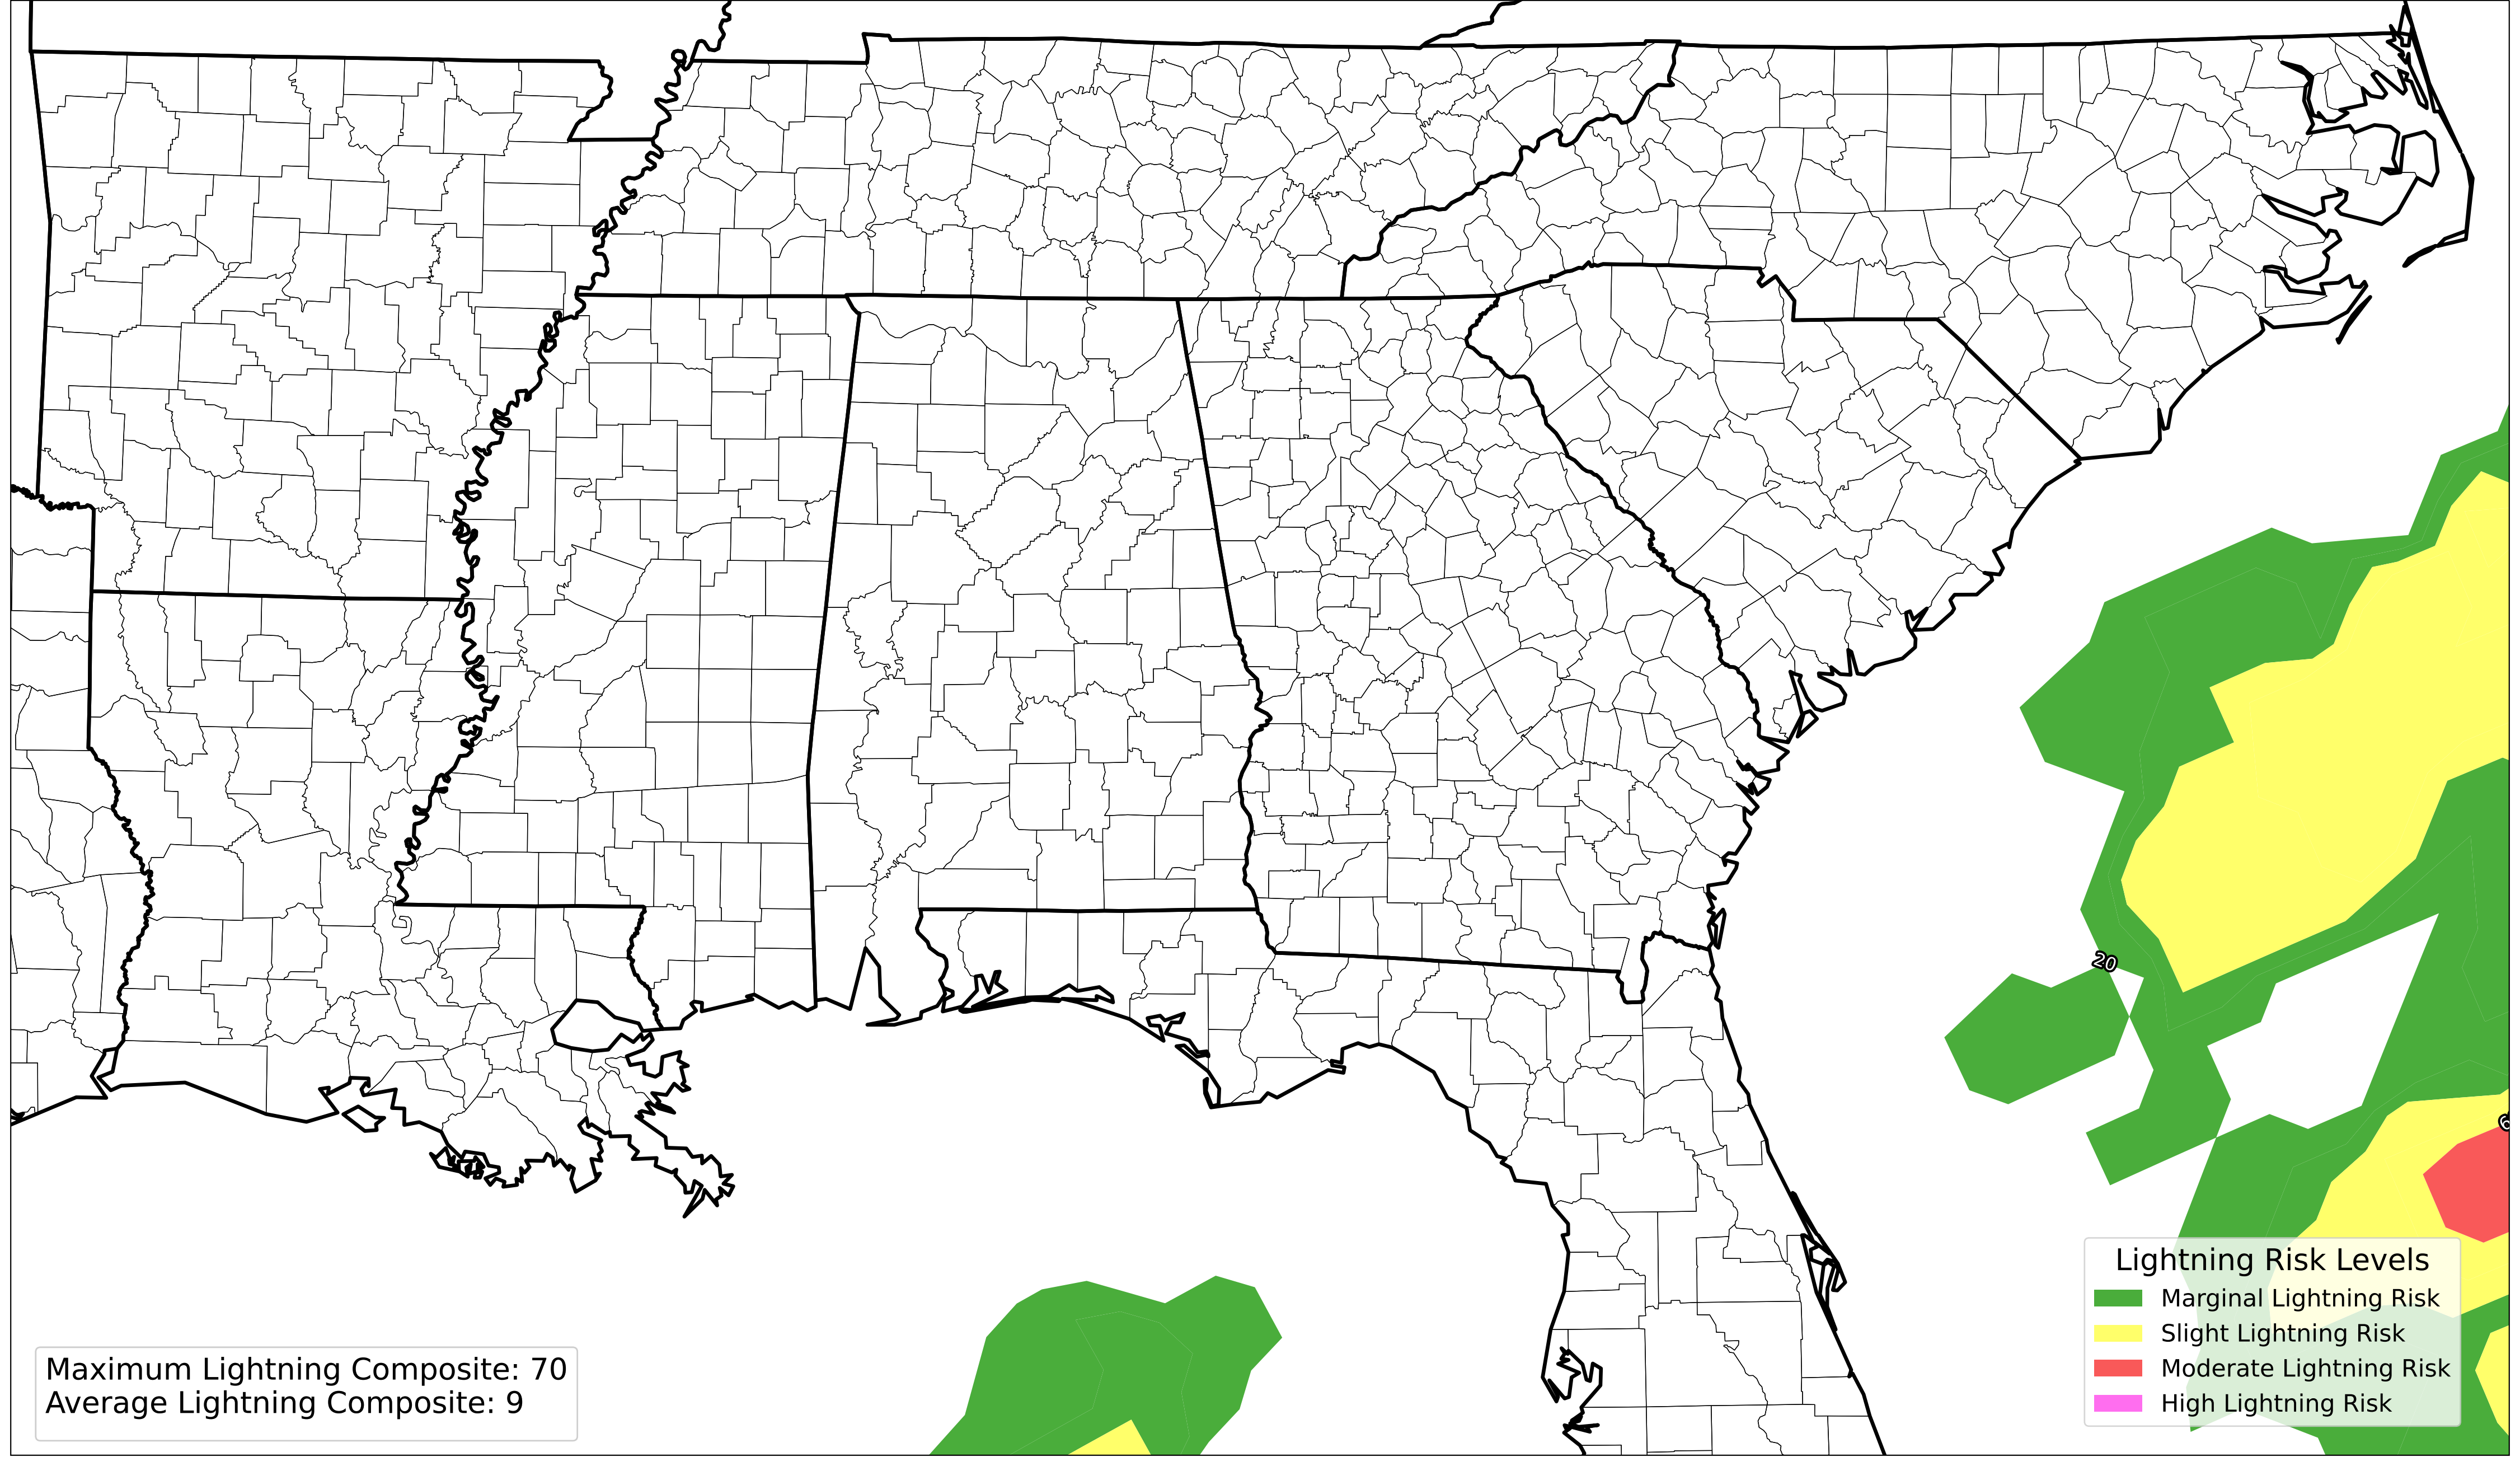 20
Lightning Risk Levels
Marginal Lightning Risk
Slight Lightning Risk
Moderate Lightning Risk
High Lightning Risk
Maximum Lightning Composite: 70
Average Lightning Composite: 9